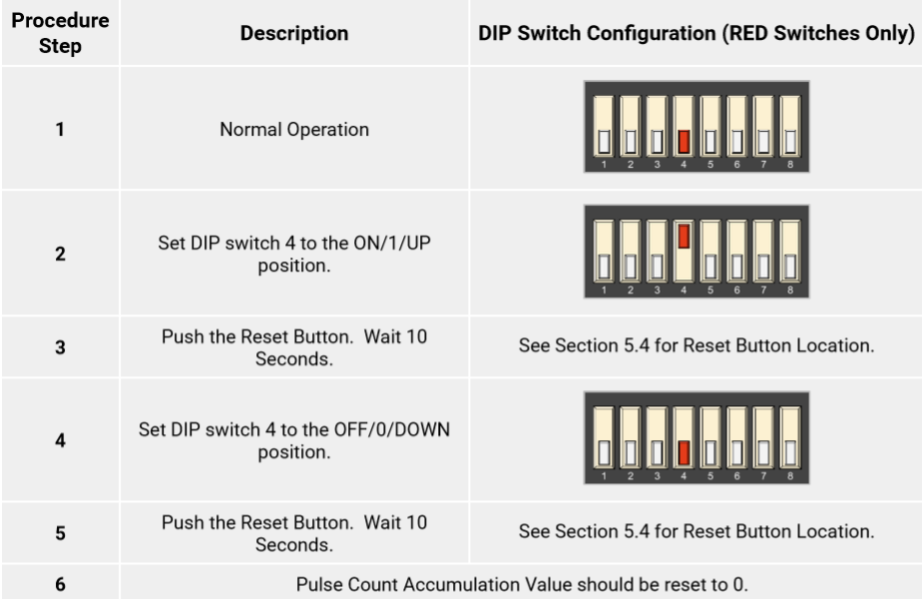 Procedure
Step
Description
DIP Switch Configuration (RED Switches Only)
1
Normal Operation
1 2 3 4 5 6 7 8
2
Set DIP switch 4 to the ON/1/UP
position.
1 2 3 4 5 6 7 8
3
Push the Reset Button. Wait 10
Seconds.
See Section 5.4 for Reset Button Location.
4
Set DIP switch 4 to the OFF/0/DOWN
position.
1 2 3 4 5 6 7 8
5
Push the Reset Button. Wait 10
Seconds.
See Section 5.4 for Reset Button Location.
6
Pulse Count Accumulation Value should be reset to 0.